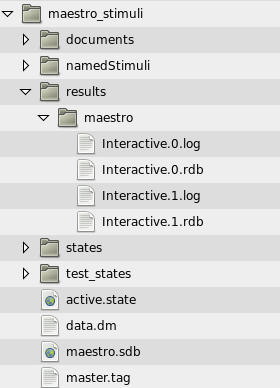 maestro_stimuli
documents
namedStimuli
results
maestro
Interactive.0.log
Interactive.0.rdb
Interactive.1.log
Interactive.1.rdb
states
test_states
active.state
data.dm
maestro.sdb
master.tag